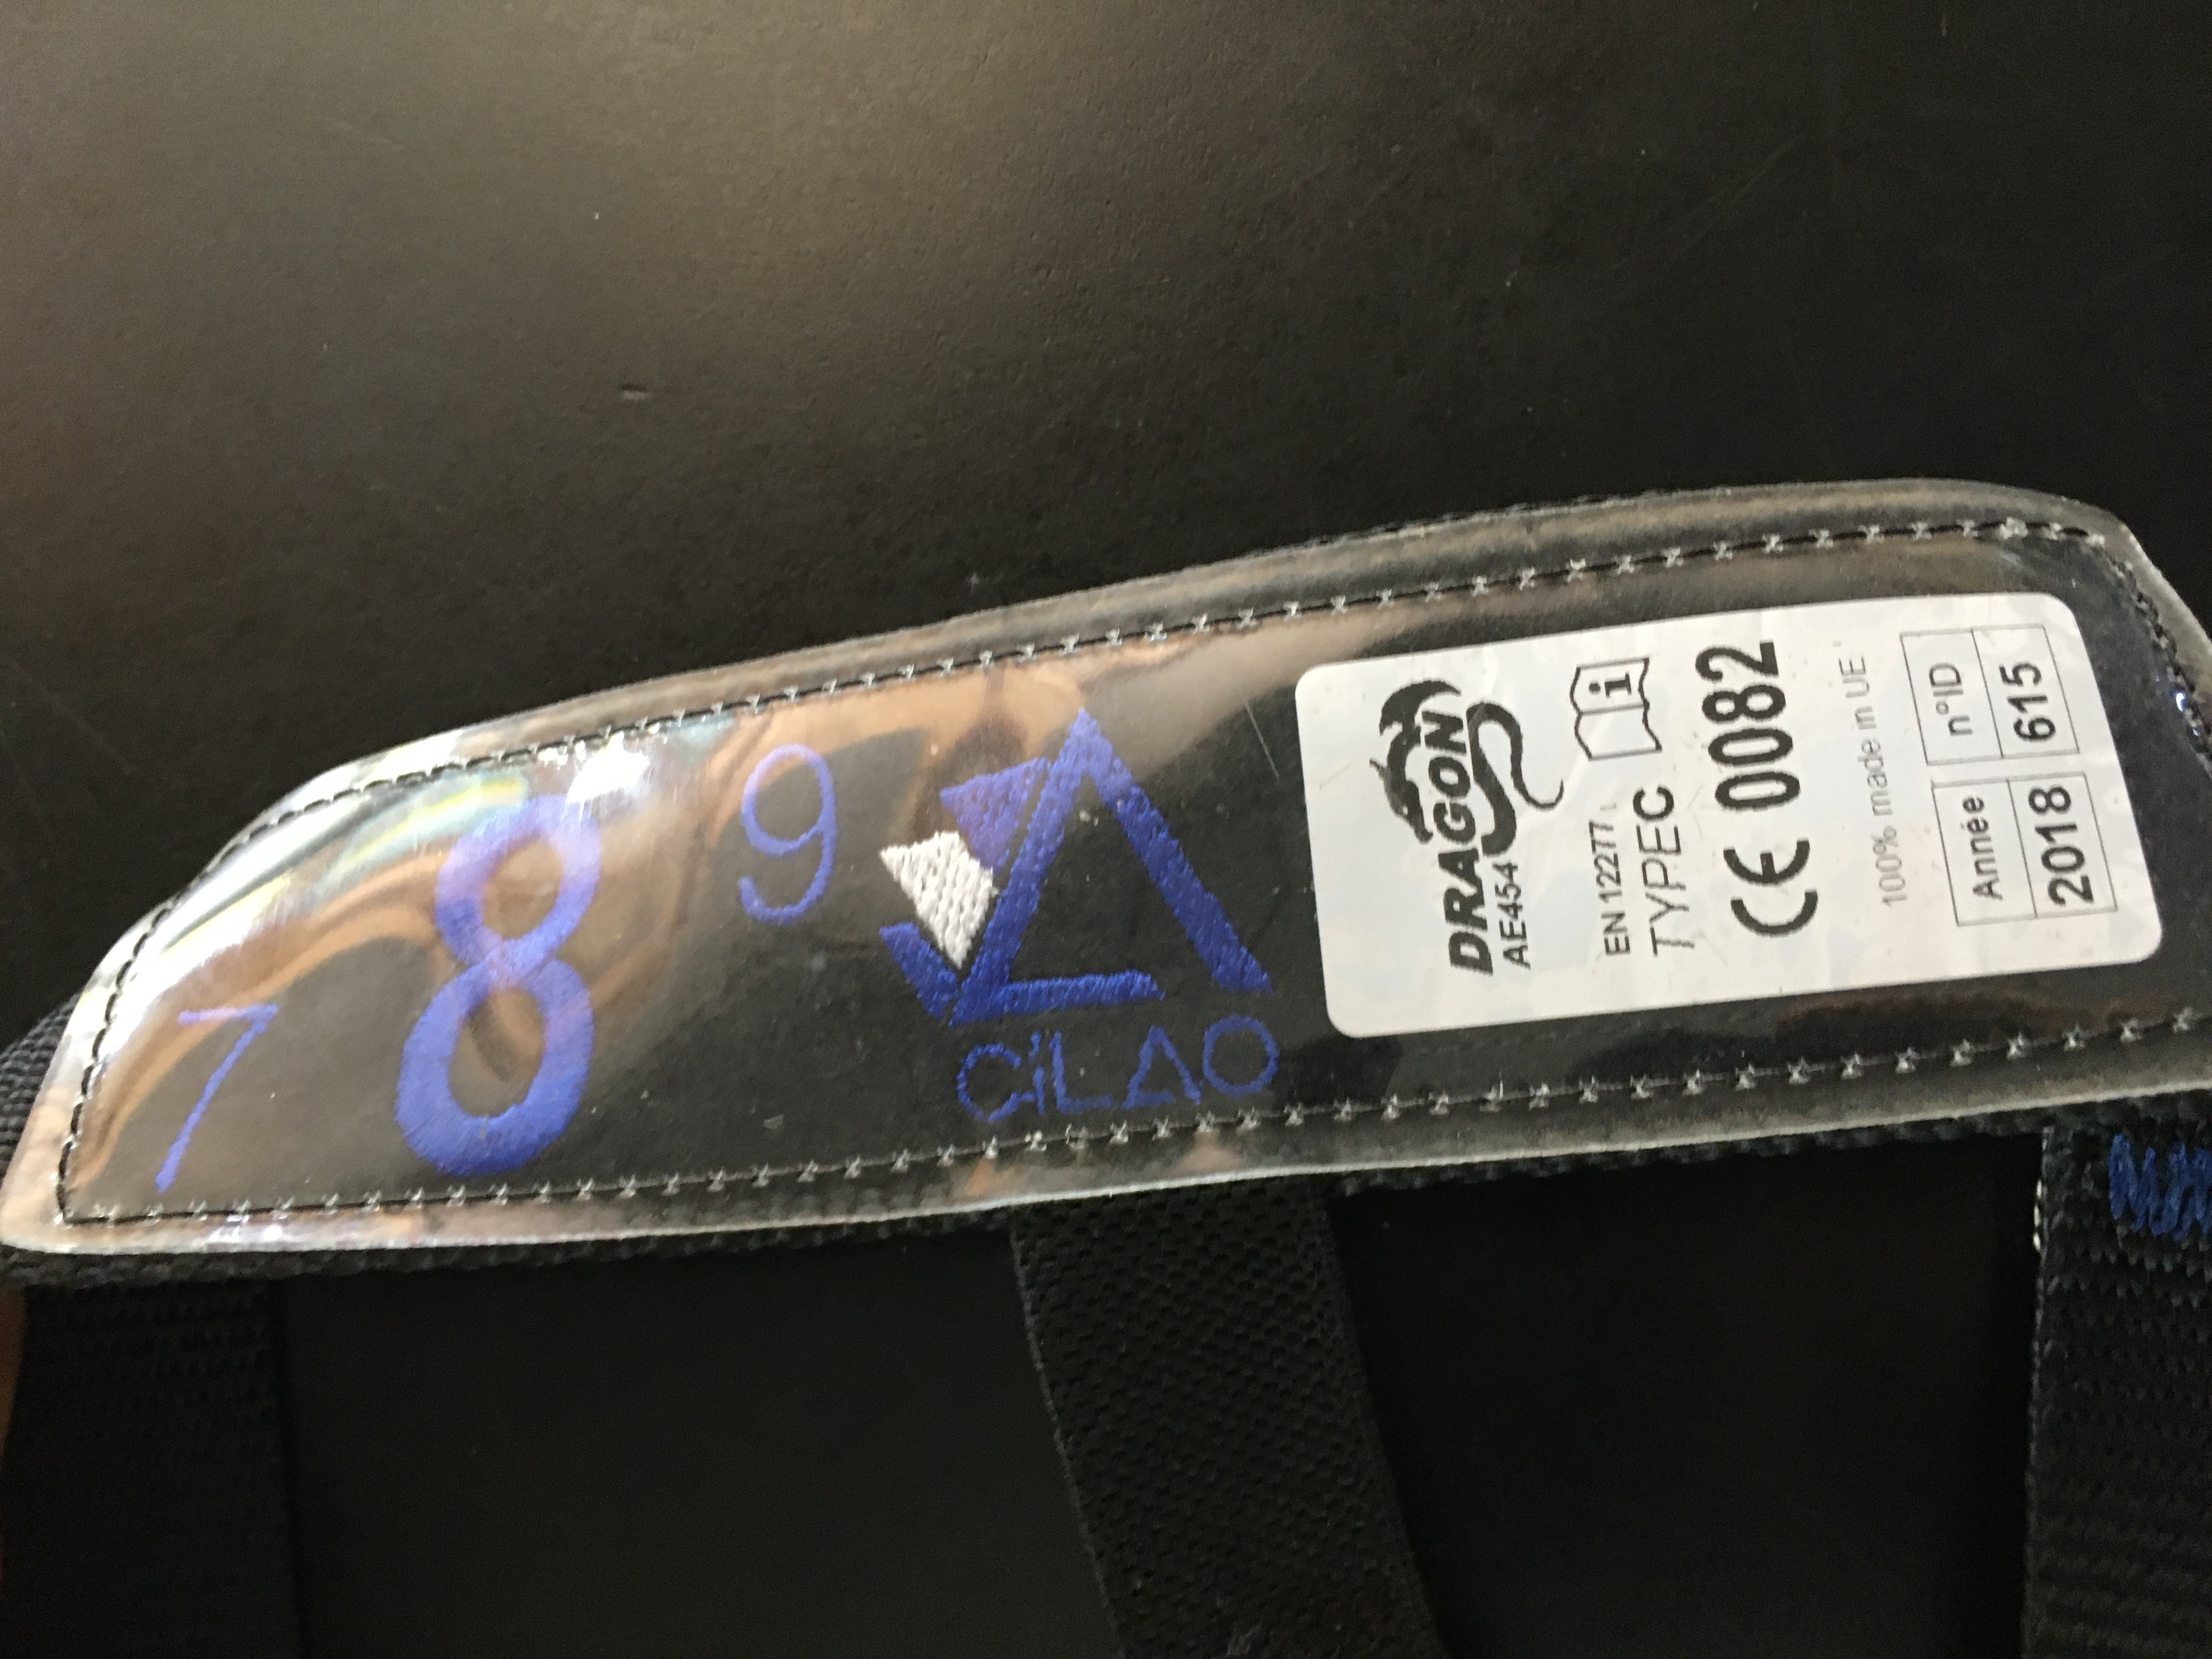 7 8 9
CiLAO
DRAGON
AE454
EN 12277
TYPE C
i
CE 0082
100% made in UE
Année n°ID
2018 615